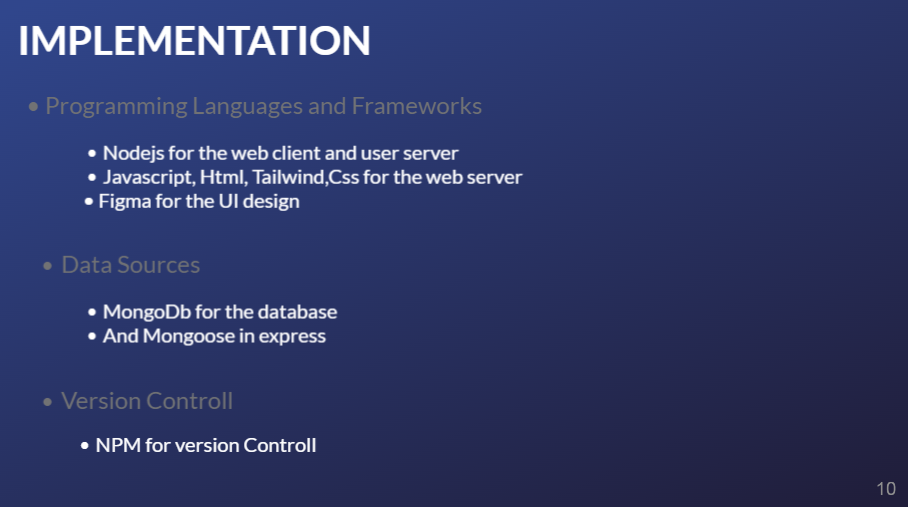 IMPLEMENTATION
• Programming Languages and Frameworks
• Nodejs for the web client and user server
• Javascript, Html, Tailwind,Css for the web server
• Figma for the UI design
• Data Sources
• MongoDb for the database
• And Mongoose in express
• Version Controll
• NPM for version Controll
10